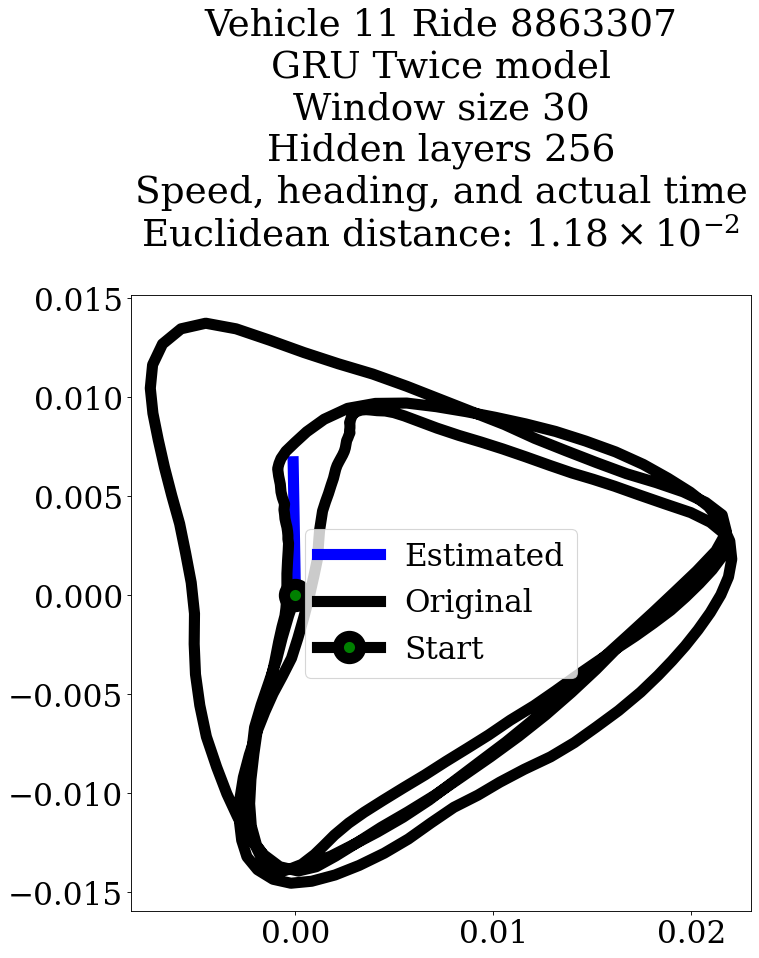 Vehicle 11 Ride 8863307
GRU Twice model
Window size 30
Hidden layers 256
Speed, heading, and actual time
Euclidean distance: 1.18 × 10⁻²
0.015
0.010
0.005
0.000
−0.005
−0.010
−0.015
Estimated
Original
Start
0.00 0.01 0.02